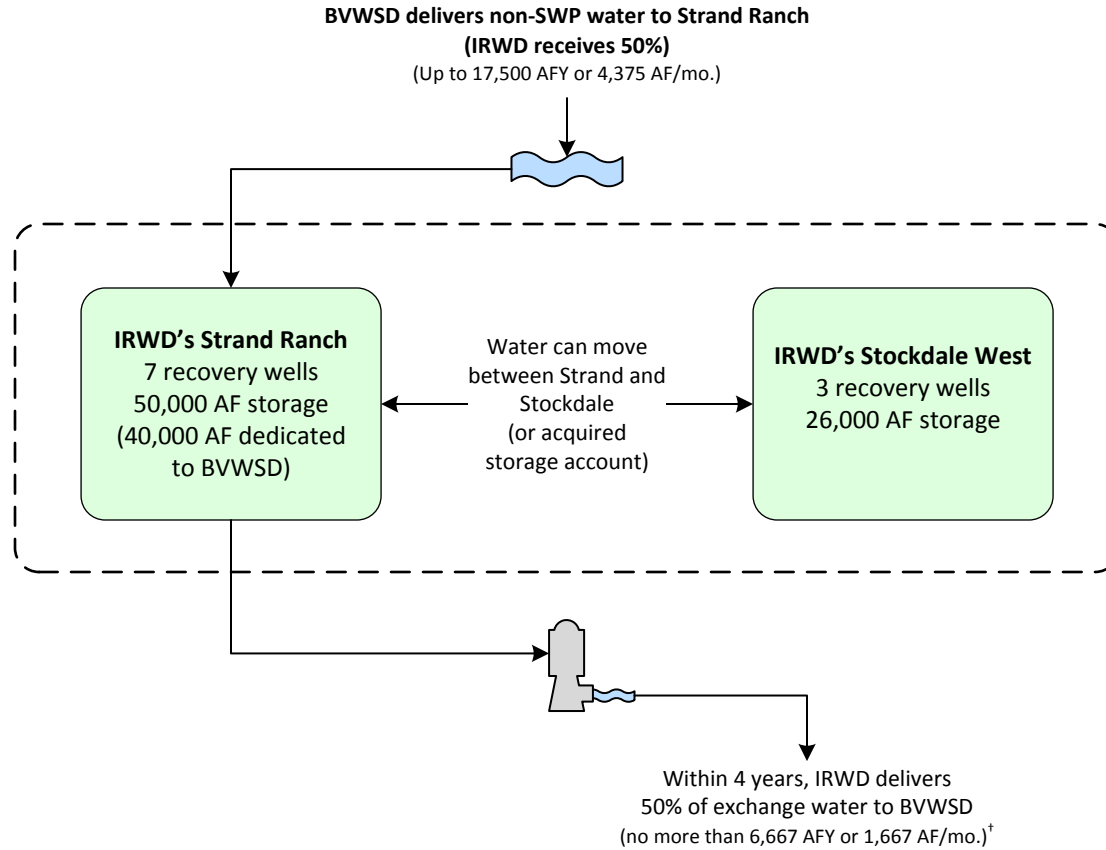 BVWSD delivers non-SWP water to Strand Ranch
(IRWD receives 50%)
(Up to 17,500 AFY or 4,375 AF/mo.)
IRWD’s Strand Ranch
7 recovery wells
50,000 AF storage
(40,000 AF dedicated
to BVWSD)
Water can move
between Strand and
Stockdale
(or acquired
storage account)
IRWD’s Stockdale West
3 recovery wells
26,000 AF storage
Within 4 years, IRWD delivers
50% of exchange water to BVWSD
(no more than 6,667 AFY or 1,667 AF/mo.)†